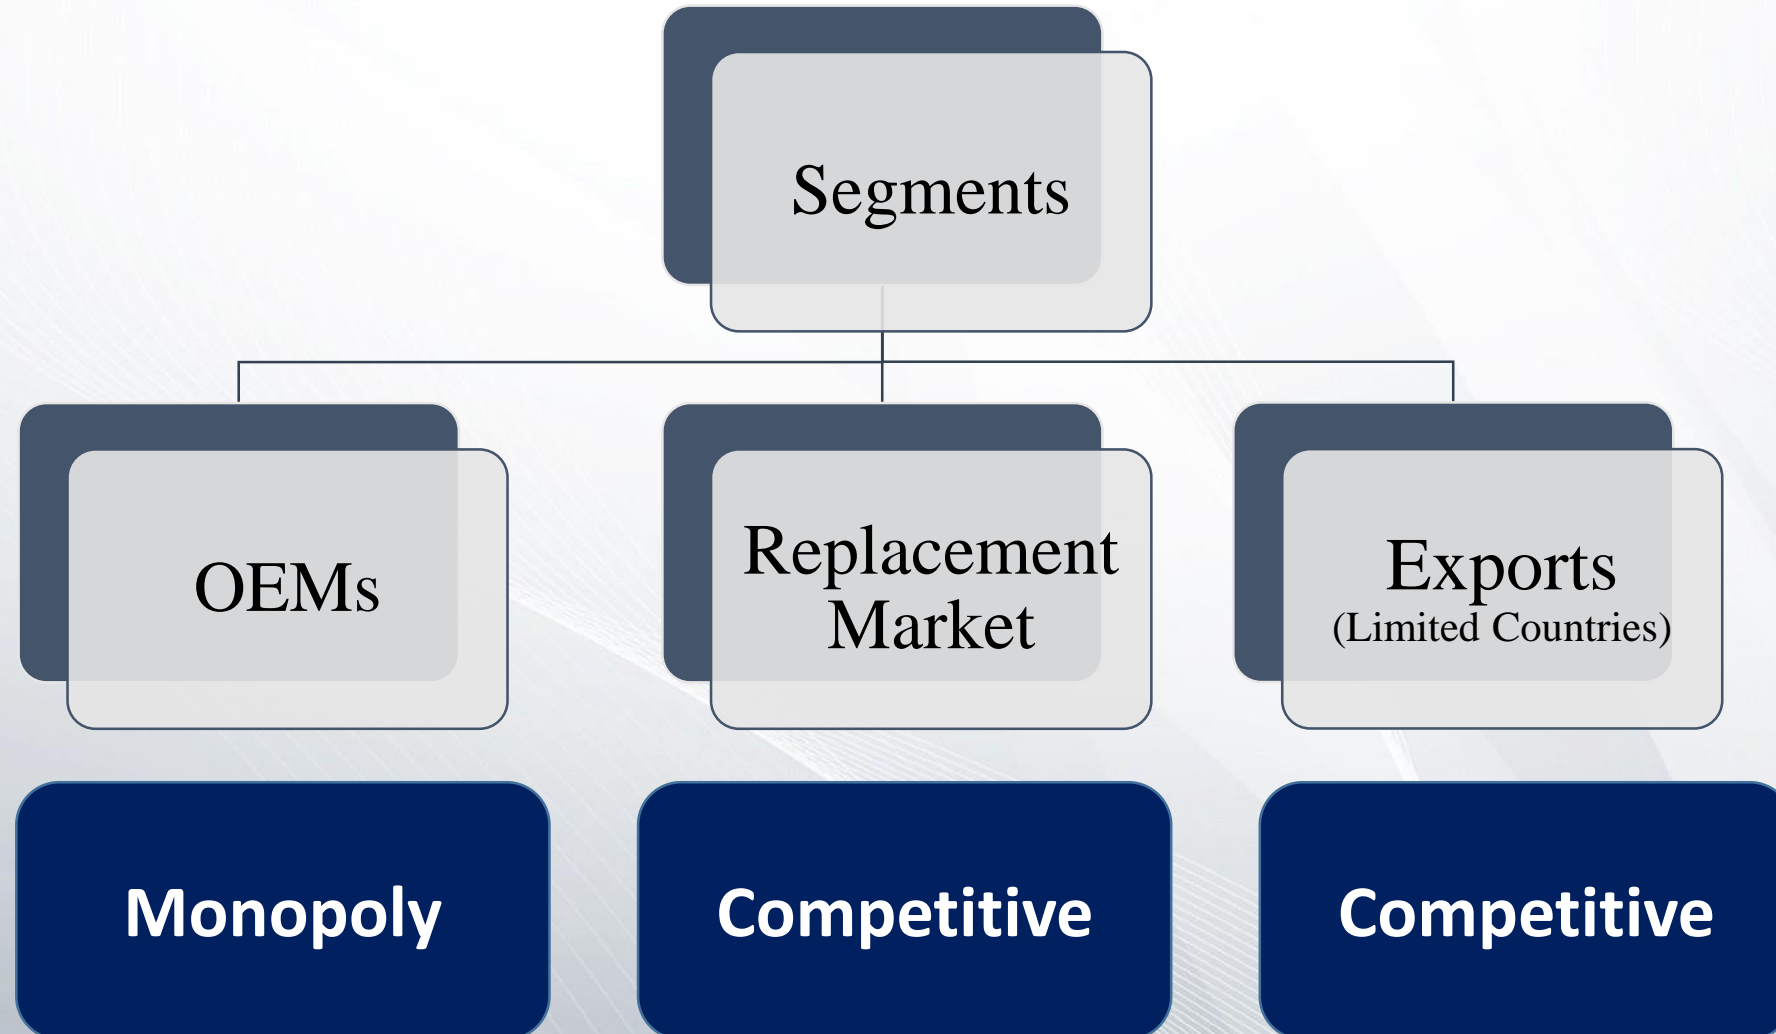 Segments
OEMs
Replacement
Market
Exports
(Limited Countries)
Monopoly
Competitive
Competitive